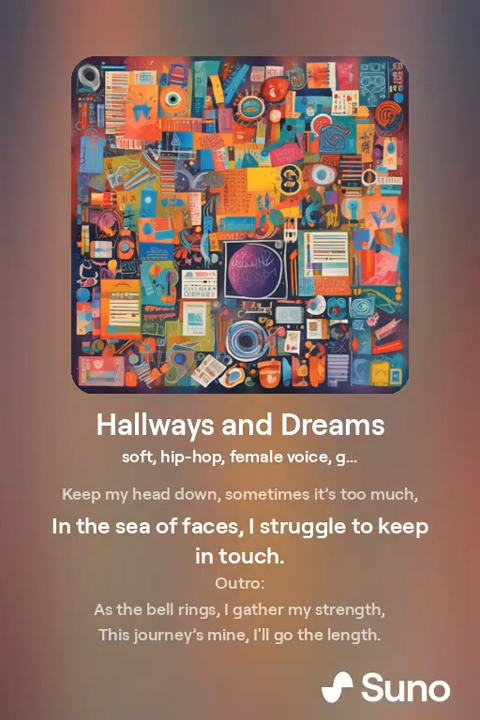 Hallways and Dreams
soft, hip-hop, female voice, g...
Keep my head down, sometimes it's too much,
In the sea of faces, I struggle to keep
in touch.
Outro:
As the bell rings, I gather my strength,
This journey's mine, I'll go the length.
Suno